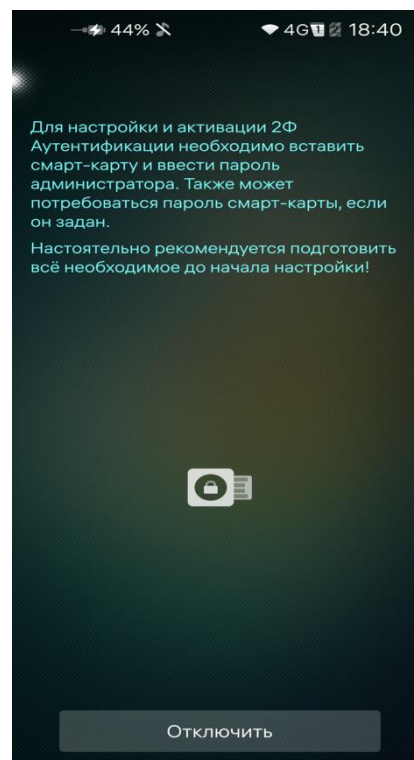 44% 4G 1 18:40
Для настройки и активации 2Ф
Аутентификации необходимо вставить
смарт-карту и ввести пароль
администратора. Также может
потребоваться пароль смарт-карты, если
он задан.
Настоятельно рекомендуется подготовить
всё необходимое до начала настройки!
Отключить